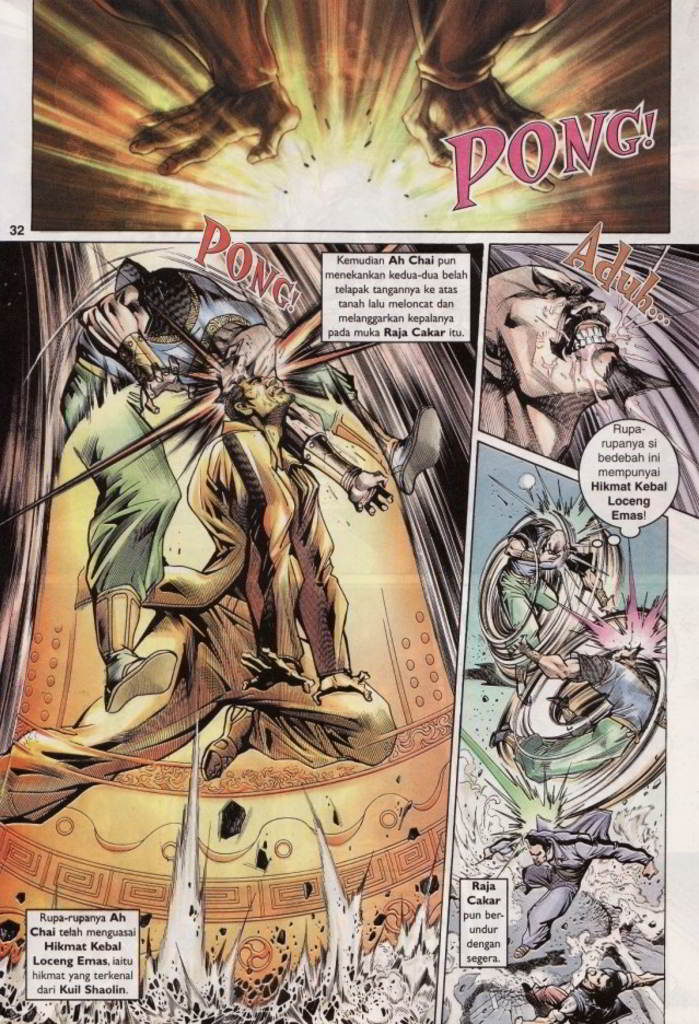 PONG!
32
PONG!
Kemudian Ah Chai pun
menekankan kedua-dua belah
telapak tangannya ke atas
tanah lalu meloncat dan
melanggarkan kepalanya
pada muka Raja Cakar itu.
Aduh...
Rupa-
rupanya si
bedebah ini
mempunyai
Hikmat Kebal
Loceng
Emas!
Raja
Cakar
pun ber-
undur
dengan
segera.
Rupa-rupanya Ah
Chai telah menguasai
Hikmat Kebal
Loceng Emas, iaitu
hikmat yang terkenal
dari Kuil Shaolin.